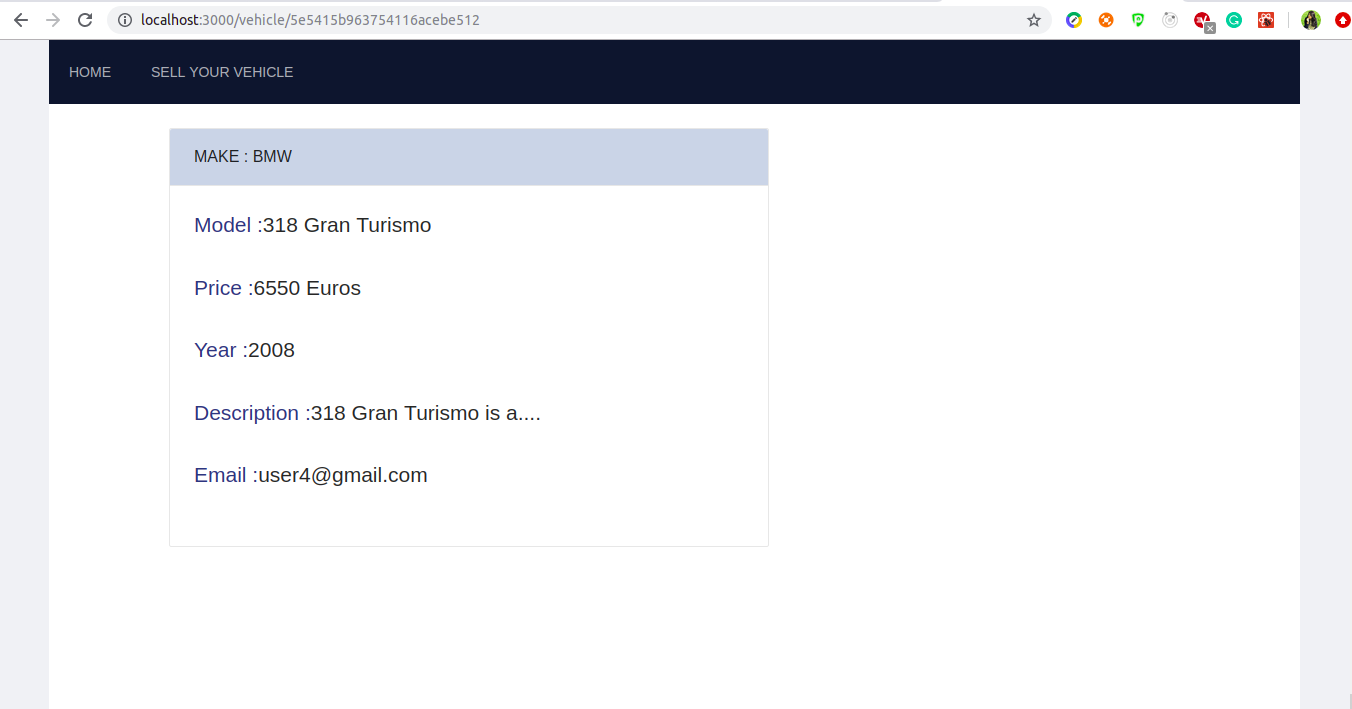 localhost:3000/vehicle/5e5415b963754116acebe512
HOME SELL YOUR VEHICLE
MAKE : BMW
Model :318 Gran Turismo
Price :6550 Euros
Year :2008
Description :318 Gran Turismo is a....
Email :user4@gmail.com